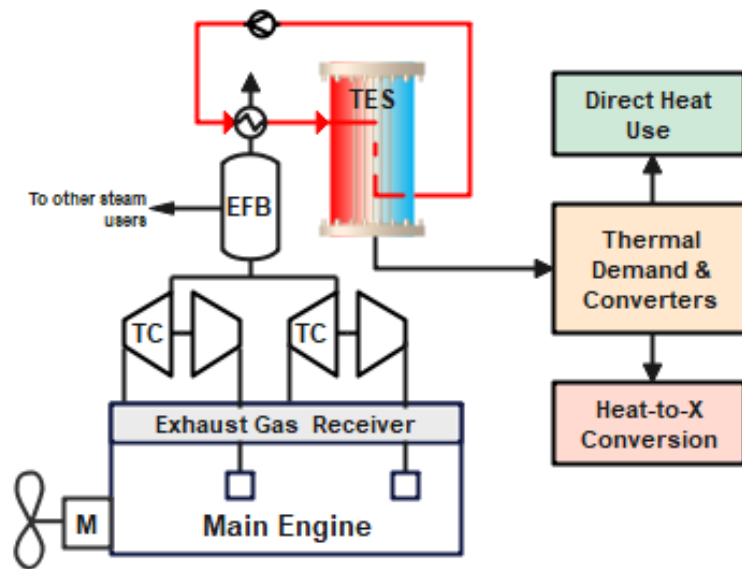 TES
Direct Heat
Use
To other steam
users
EFB
Thermal
Demand &
Converters
TC
TC
Exhaust Gas Receiver
Heat-to-X
Conversion
M
Main Engine